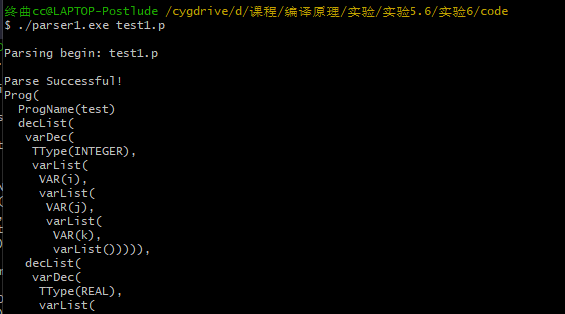 终曲cc@LAPTOP-Postlude /cygdrive/d/课程/编译原理/实验/实验5.6/实验6/code
$ ./parser1.exe test1.p
Parsing begin: test1.p
Parse Successful!
Prog(
ProgName(test)
decList(
varDec(
TType(INTEGER),
varList(
VAR(i),
varList(
VAR(j),
varList(
VAR(k),
varList())))),
decList(
varDec(
TType(REAL),
varList(